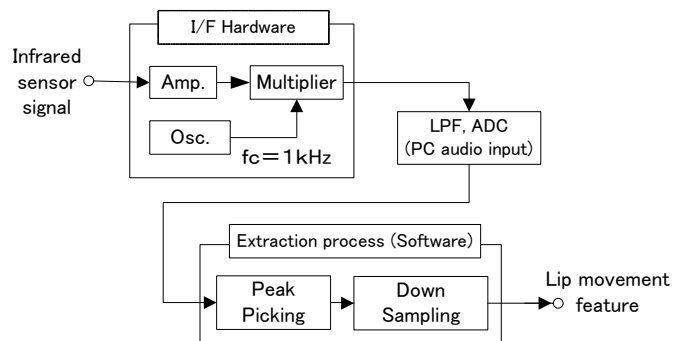 I/F Hardware
Infrared
sensor
signal
Amp.
Multiplier
Osc.
fc=1kHz
LPF, ADC
(PC audio input)
Extraction process (Software)
Peak
Picking
Down
Sampling
Lip movement
feature